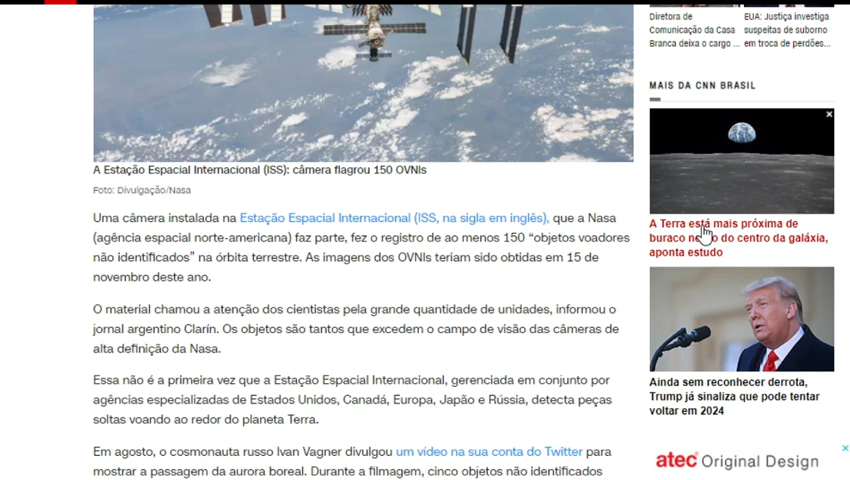 A Estação Espacial Internacional (ISS): câmera flagrou 150 OVNIs
Foto: Divulgação/Nasa
Uma câmera instalada na Estação Espacial Internacional (ISS, na sigla em inglês), que a Nasa
(agência espacial norte-americana) faz parte, fez o registro de ao menos 150 “objetos voadores
não identificados” na órbita terrestre. As imagens dos OVNIs teriam sido obtidas em 15 de
novembro deste ano.
O material chamou a atenção dos cientistas pela grande quantidade de unidades, informou o
jornal argentino Clarín. Os objetos são tantos que excedem o campo de visão das câmeras de
alta definição da Nasa.
Essa não é a primeira vez que a Estação Espacial Internacional, gerenciada em conjunto por
agências especializadas de Estados Unidos, Canadá, Europa, Japão e Rússia, detecta peças
soltas voando ao redor do planeta Terra.
Em agosto, o cosmonauta russo Ivan Vagner divulgou um vídeo na sua conta do Twitter para
mostrar a passagem da aurora boreal. Durante a filmagem, cinco objetos não identificados
Diretora de
Comunicação da Casa
Branca deixa o cargo ...
EUA: Justiça investiga
suspeitas de suborno
em troca de perdões...
MAIS DA CNN BRASIL
A Terra está mais próxima de
buraco do centro da galáxia,
aponta estudo
Ainda sem reconhecer derrota,
Trump já sinaliza que pode tentar
voltar em 2024
atec Original Design